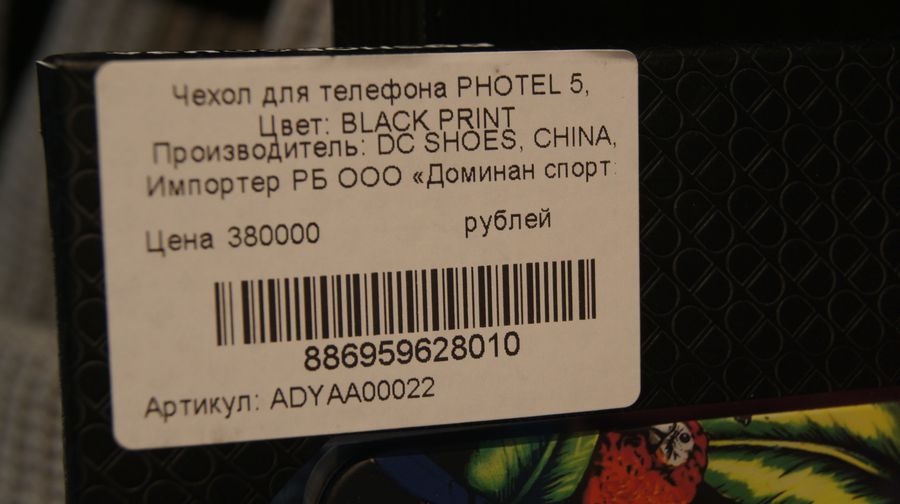 Чехол для телефона PHOTEL 5,
Цвет: BLACK PRINT
Производитель: DC SHOES, CHINA,
Импортер РБ ООО «Доминан спорт
Цена 380000 рублей
886959628010
Артикул: ADYAA00022